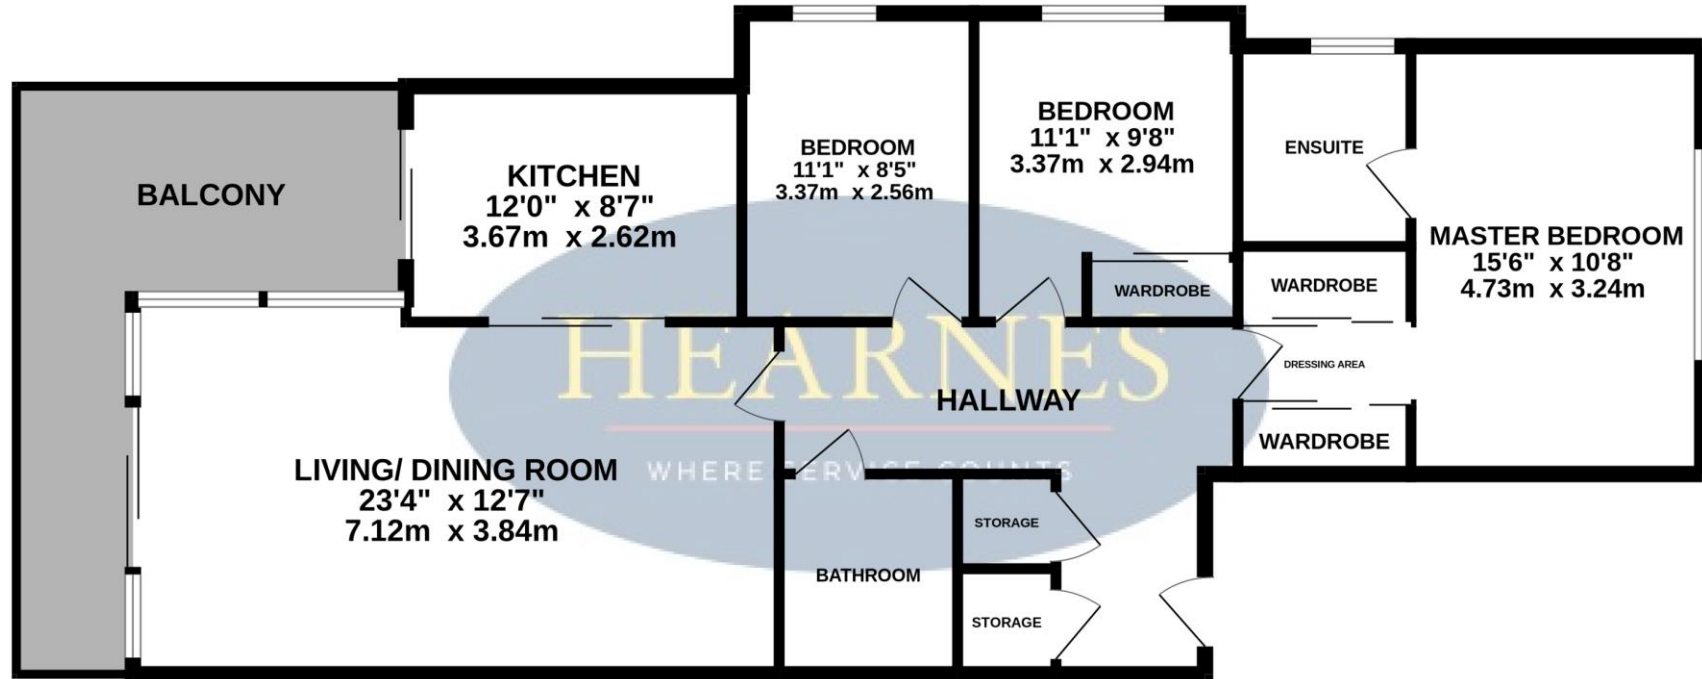 BALCONY
KITCHEN
12'0" x 8'7"
3.67m x 2.62m
BEDROOM
11'1" x 8'5"
3.37m x 2.56m
BEDROOM
11'1" x 9'8"
3.37m x 2.94m
WARDROBE
ENSUITE
MASTER BEDROOM
15'6" x 10'8"
4.73m x 3.24m
WARDROBE
DRESSING AREA
WARDROBE
HEARNES
WHERE SERVICE COUNTS
HALLWAY
LIVING/ DINING ROOM
23'4" x 12'7"
7.12m x 3.84m
BATHROOM
STORAGE
STORAGE